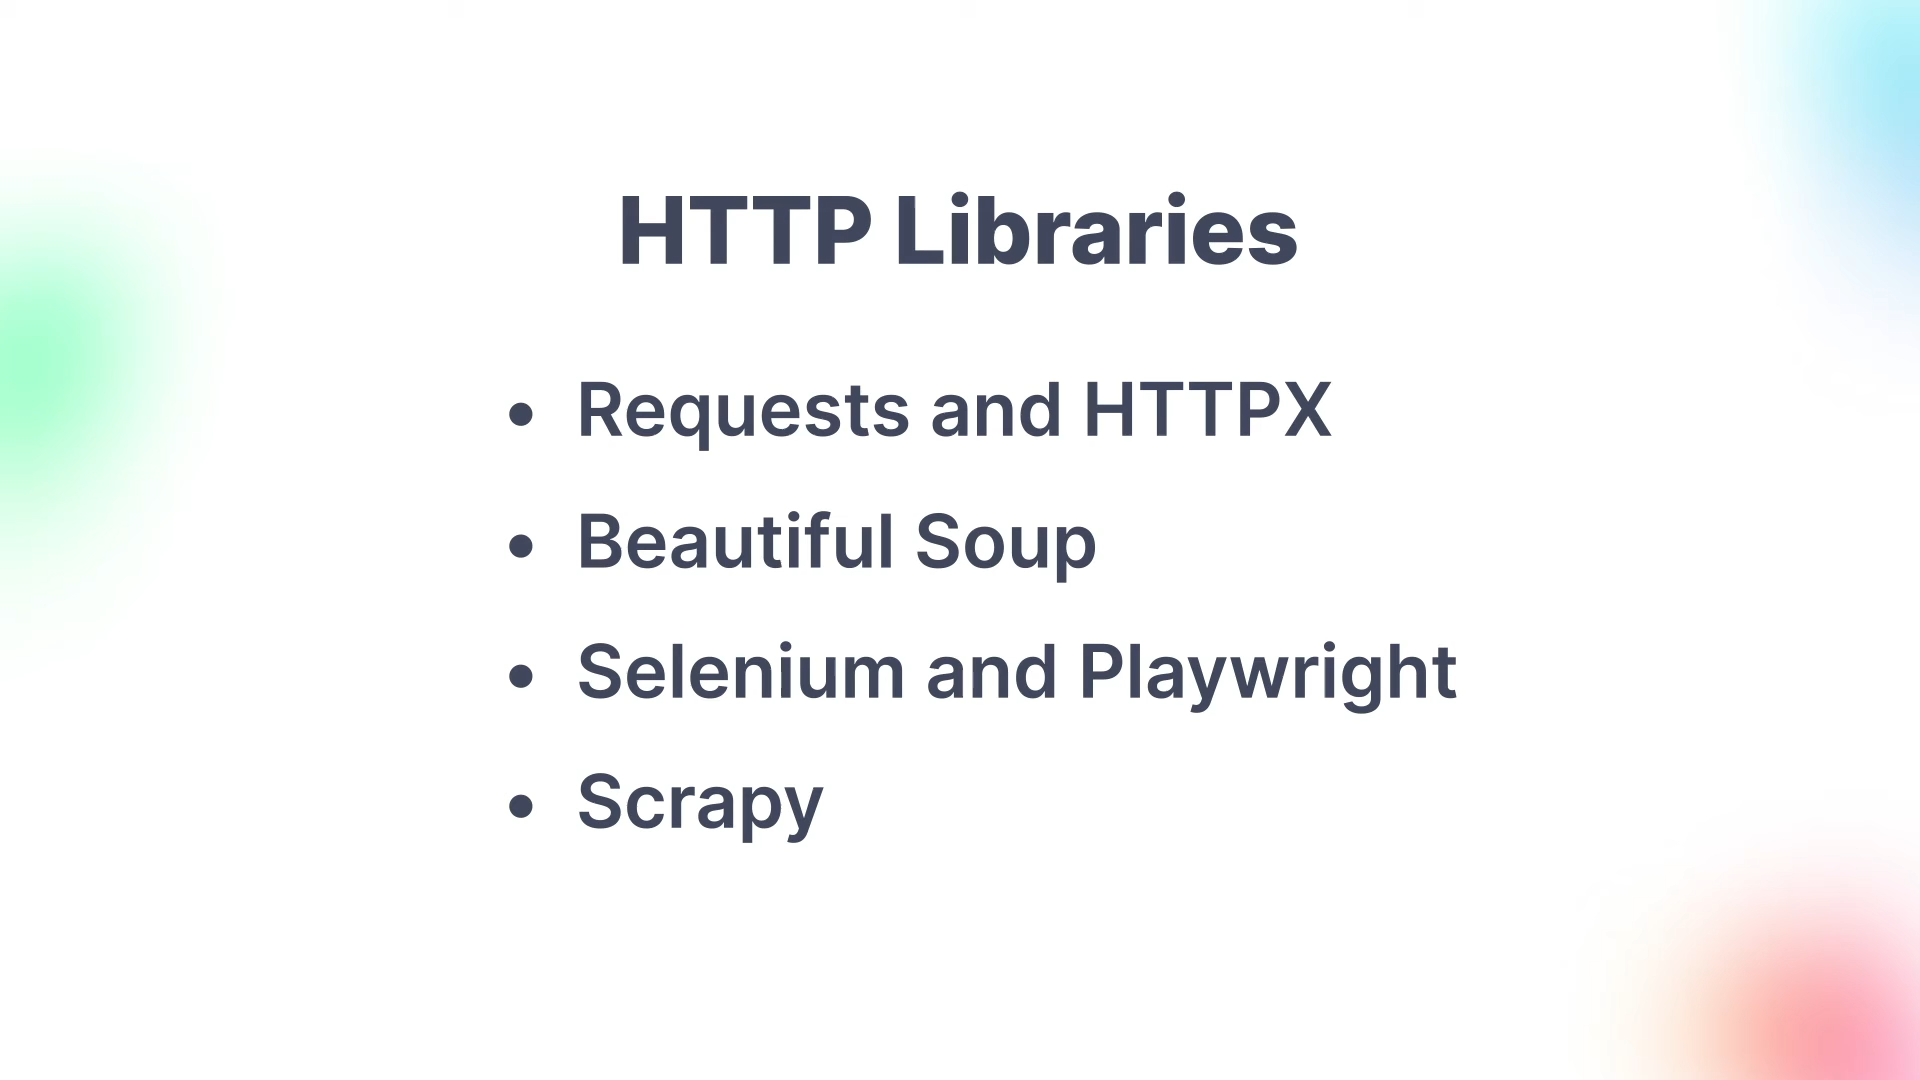 HTTP Libraries
• Requests and HTTPX
• Beautiful Soup
• Selenium and Playwright
• Scrapy